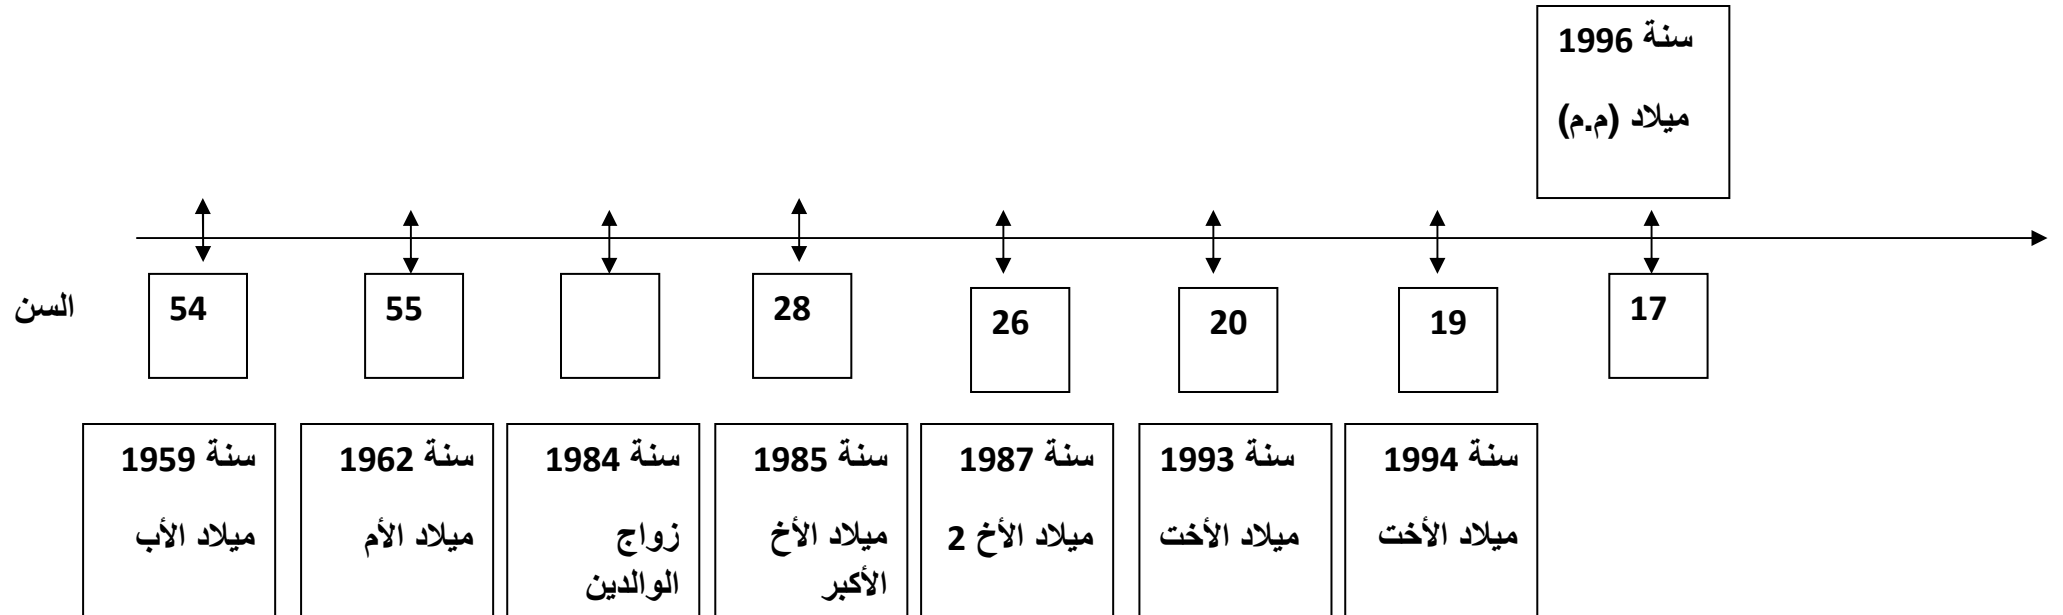 سنة 1996
ميلاد (م.م)
السن
54
55
28
26
20
19
17
سنة 1959
ميلاد الأب
سنة 1962
ميلاد الأم
سنة 1984
زواج
الوالدين
سنة 1985
ميلاد الأخ
الأكبر
سنة 1987
ميلاد الأخ 2
سنة 1993
ميلاد الأخت
سنة 1994
ميلاد الأخت